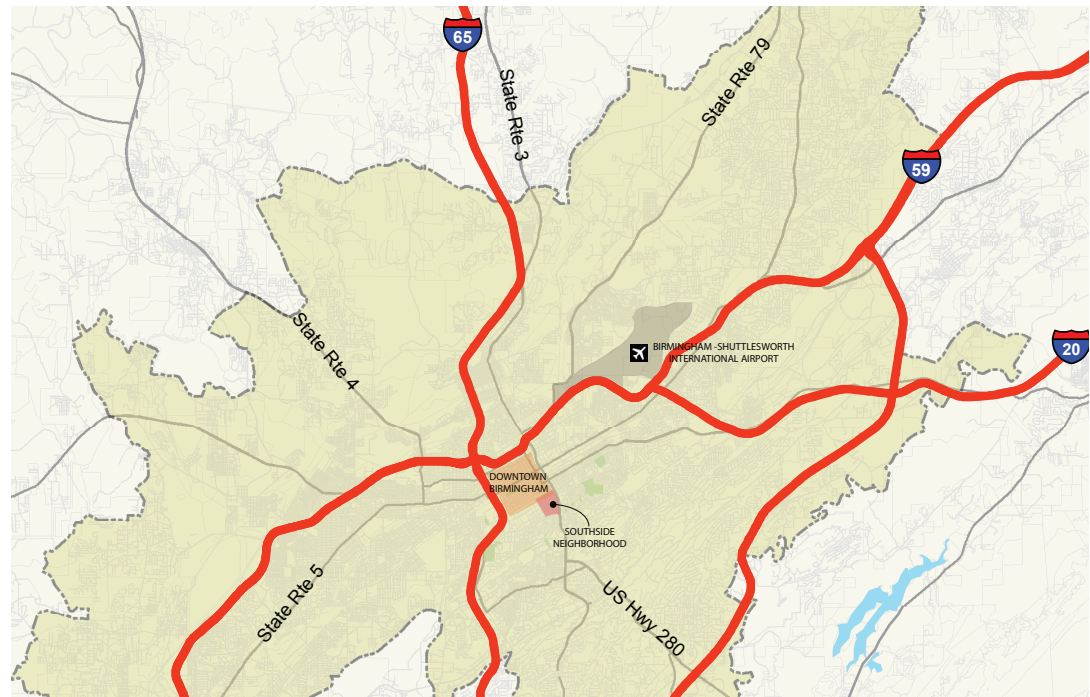 65
State Rte 3
State Rte 79
59
State Rte 4
BIRMINGHAM -SHUTTLESWORTH
INTERNATIONAL AIRPORT
20
DOWNTOWN
BIRMINGHAM
SOUTHSIDE
NEIGHBORHOOD
State Rte 5
US Hwy 280